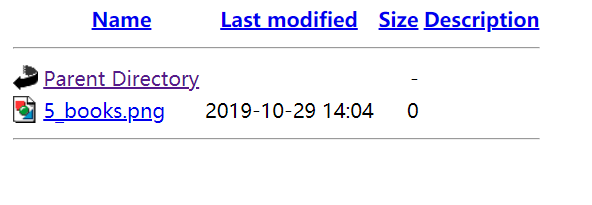 Name Last modified Size Description
Parent Directory -
5_books.png 2019-10-29 14:04 0